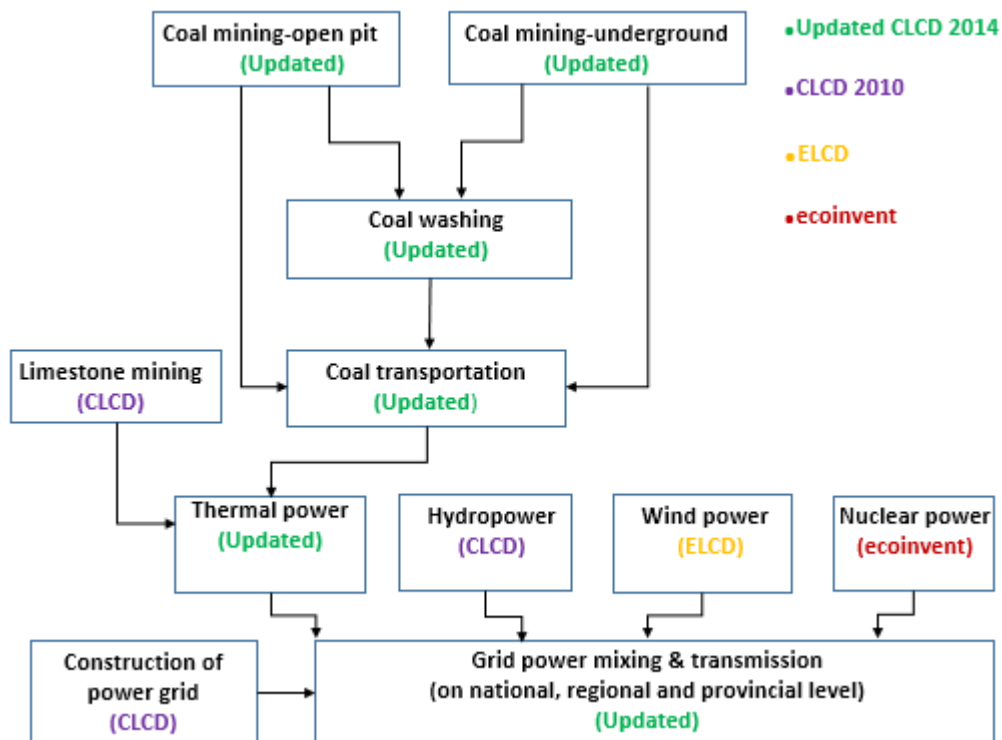 Coal mining-open pit
(Updated)
Coal mining-underground
(Updated)
•Updated CLCD 2014
•CLCD 2010
•ELCD
•ecoinvent
Coal washing
(Updated)
Limestone mining
(CLCD)
Coal transportation
(Updated)
Thermal power
(Updated)
Hydropower
(CLCD)
Wind power
(ELCD)
Nuclear power
(ecoinvent)
Construction of
power grid
(CLCD)
Grid power mixing & transmission
(on national, regional and provincial level)
(Updated)